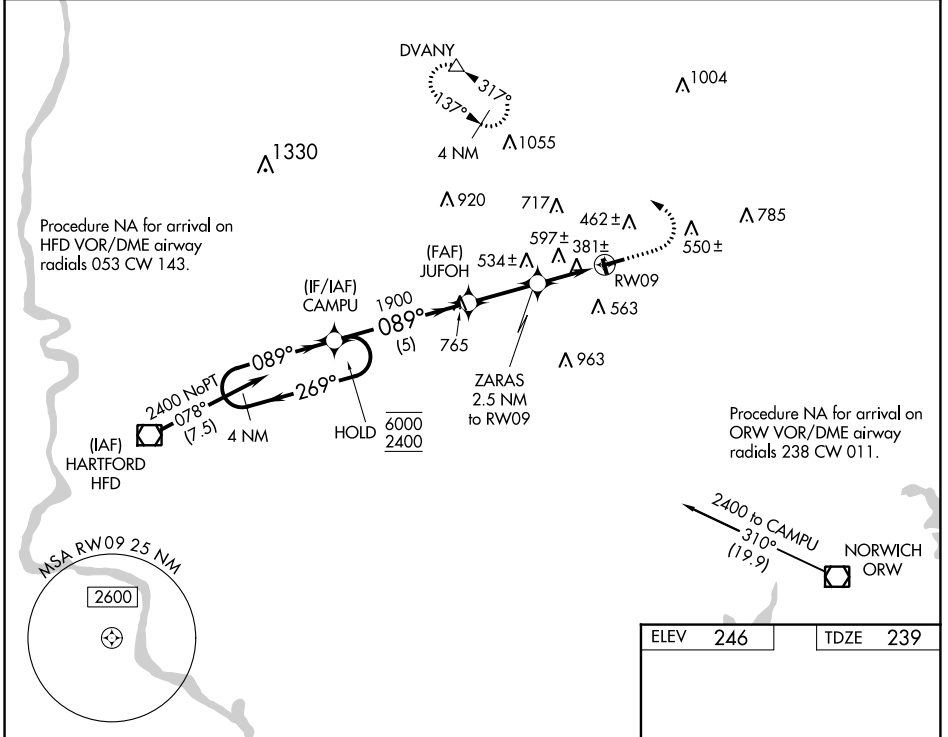 DVANY
317°
137°
4 NM
1004
1055
1330
920
717
462 ±
785
550 ±
Procedure NA for arrival on
HFD VOR/DME airway
radials 053 CW 143.
(FAF)
JUFOH
534 ±
597 ±
381±
RW09
(IF/IAF)
CAMPU
1900
089°
(5)
765
563
963
ZARAS
2.5 NM
to RW09
089°
269°
2400 NoPT
078°
(7.5)
4 NM
HOLD
6000
2400
(IAF)
HARTFORD
HFD
Procedure NA for arrival on
ORW VOR/DME airway
radials 238 CW 011.
2400 to CAMPU
310°
(19.9)
NORWICH
ORW
MSA RW09 25 NM
2600
ELEV 246
TDZE 239